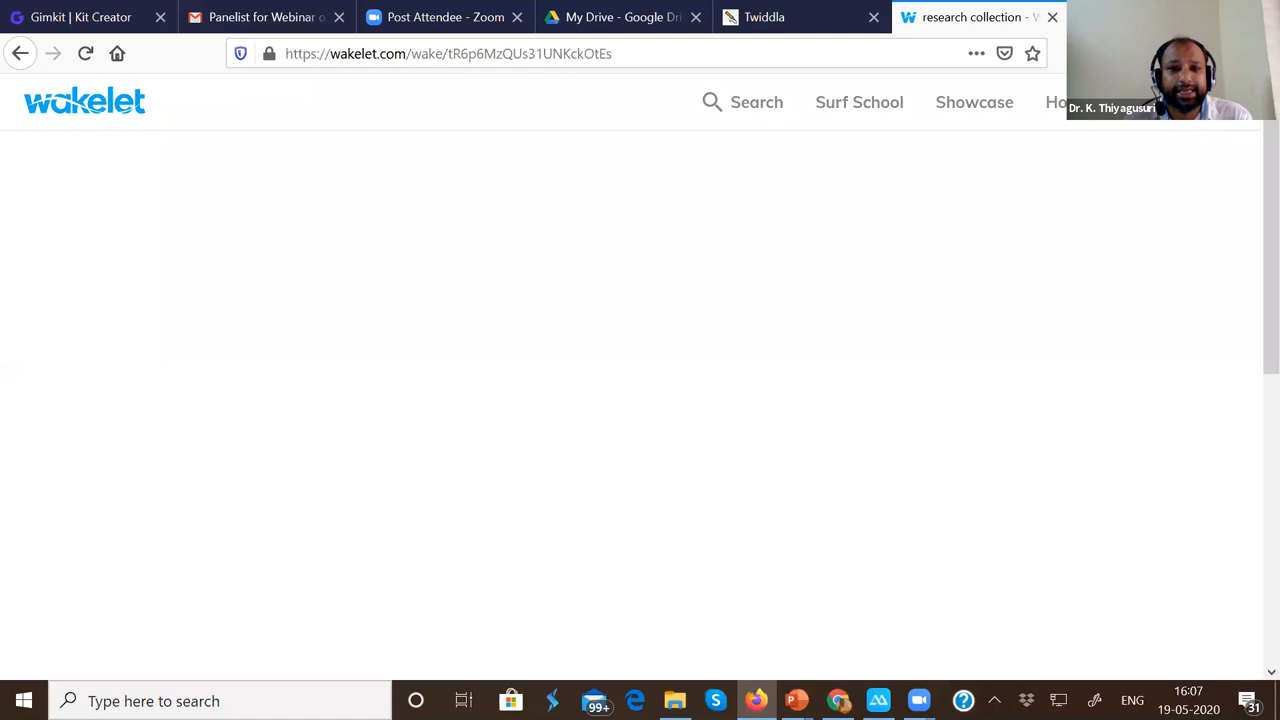 Gimkit | Kit Creator
Panelist for Webinar o
Post Attendee - Zoom
My Drive - Google Dri
Twiddla
research collection - W
https://wakelet.com/wake/tR6p6MzQUs31UNKckOtEs
wakelet
Search
Surf School
Showcase
Ho
Dr. K. Thiyagusuri
Type here to search
99+
ENG
16:07
19-05-2020
31